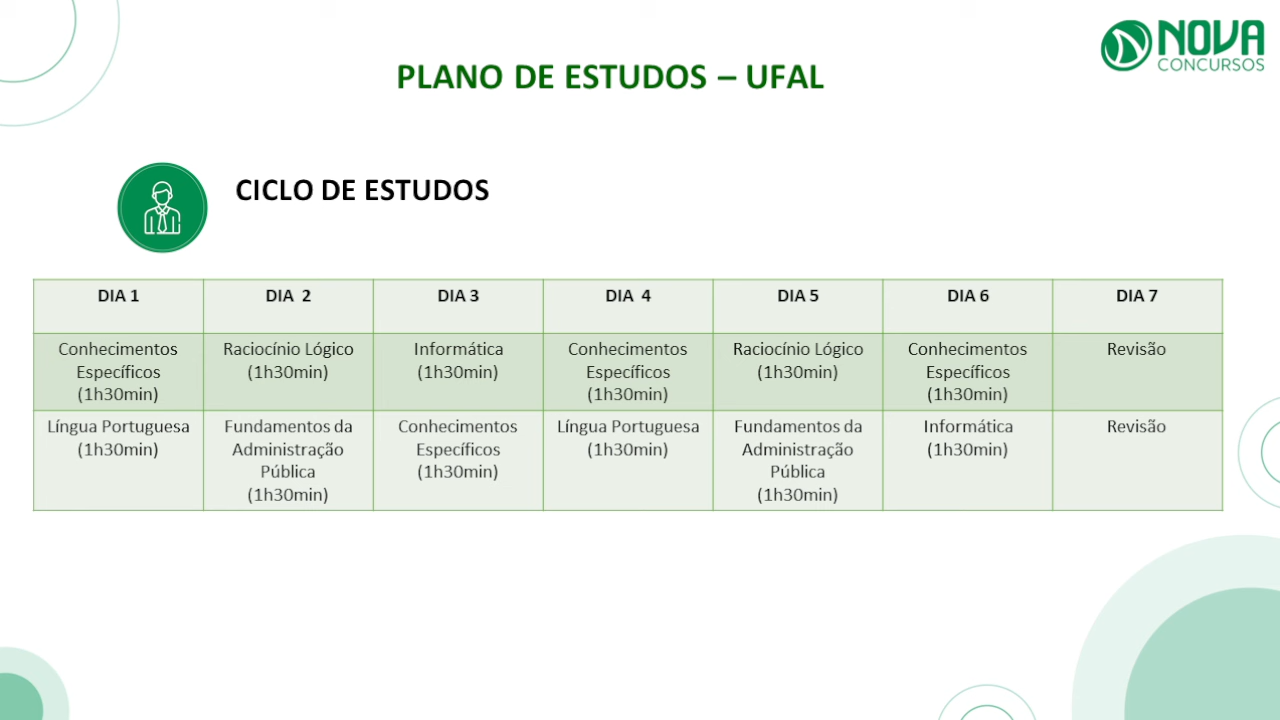 NOVA
CONCURSOS
PLANO DE ESTUDOS – UFAL
CICLO DE ESTUDOS
DIA 1
DIA 2
DIA 3
DIA 4
DIA 5
DIA 6
DIA 7
Conhecimentos
Específicos
(1h30min)
Raciocínio Lógico
(1h30min)
Informática
(1h30min)
Conhecimentos
Específicos
(1h30min)
Raciocínio Lógico
(1h30min)
Conhecimentos
Específicos
(1h30min)
Revisão
Língua Portuguesa
(1h30min)
Fundamentos da
Administração
Pública
(1h30min)
Conhecimentos
Específicos
(1h30min)
Língua Portuguesa
(1h30min)
Fundamentos da
Administração
Pública
(1h30min)
Informática
(1h30min)
Revisão